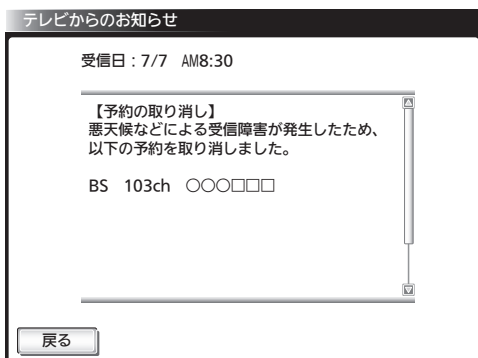 テレビからのお知らせ
受信日：7/7 AM8:30
【予約の取り消し】
悪天候などによる受信障害が発生したため、
以下の予約を取り消しました。
BS 103ch ○○○□□□
戻る